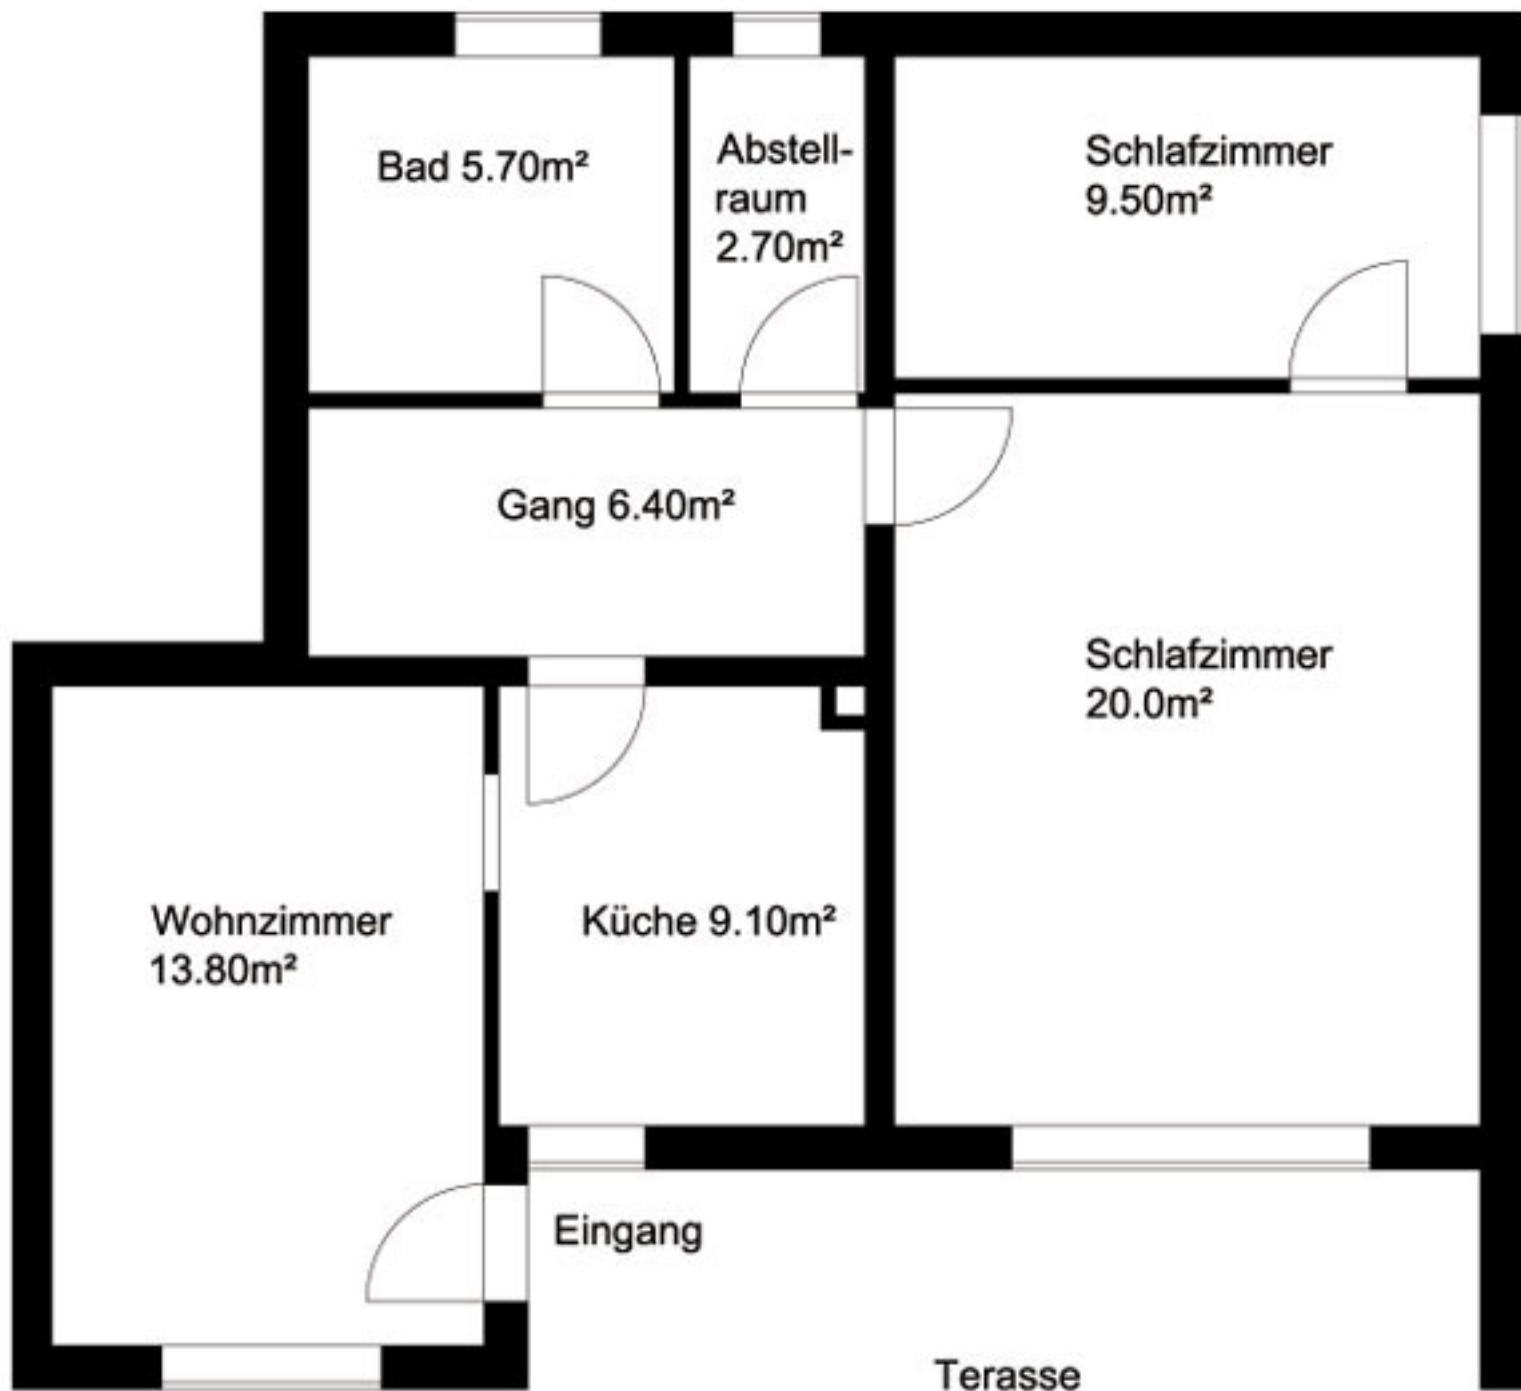 Bad 5.70m²
Abstell-
raum
2.70m²
Schlafzimmer
9.50m²
Gang 6.40m²
Schlafzimmer
20.0m²
Wohnzimmer
13.80m²
Küche 9.10m²
Eingang
Terasse